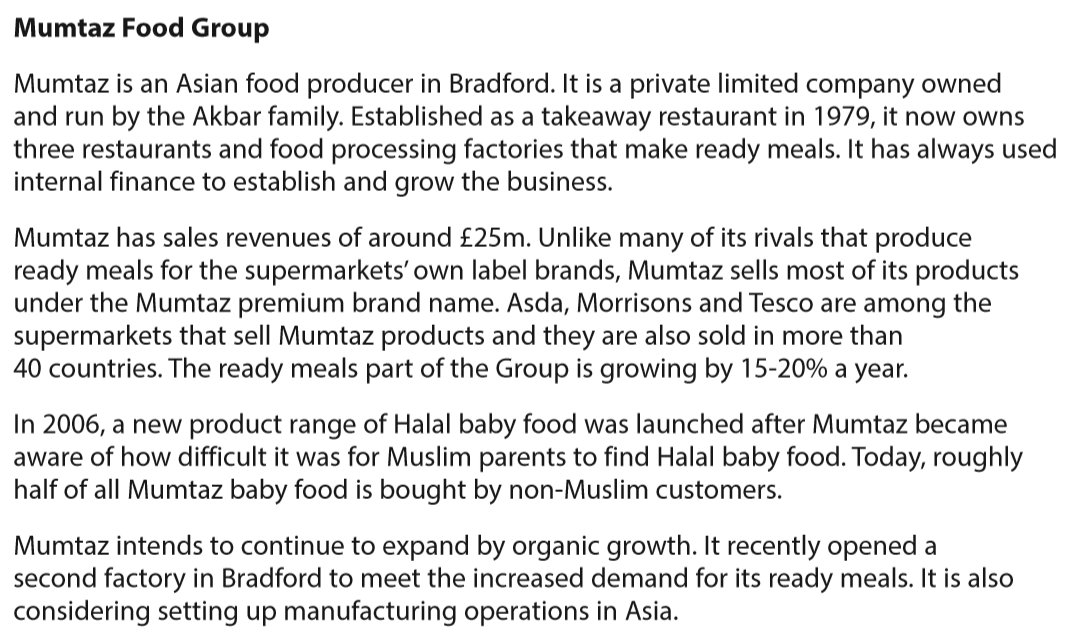 Mumtaz Food Group
Mumtaz is an Asian food producer in Bradford. It is a private limited company owned
and run by the Akbar family. Established as a takeaway restaurant in 1979, it now owns
three restaurants and food processing factories that make ready meals. It has always used
internal finance to establish and grow the business.
Mumtaz has sales revenues of around £25m. Unlike many of its rivals that produce
ready meals for the supermarkets’ own label brands, Mumtaz sells most of its products
under the Mumtaz premium brand name. Asda, Morrisons and Tesco are among the
supermarkets that sell Mumtaz products and they are also sold in more than
40 countries. The ready meals part of the Group is growing by 15-20% a year.
In 2006, a new product range of Halal baby food was launched after Mumtaz became
aware of how difficult it was for Muslim parents to find Halal baby food. Today, roughly
half of all Mumtaz baby food is bought by non-Muslim customers.
Mumtaz intends to continue to expand by organic growth. It recently opened a
second factory in Bradford to meet the increased demand for its ready meals. It is also
considering setting up manufacturing operations in Asia.